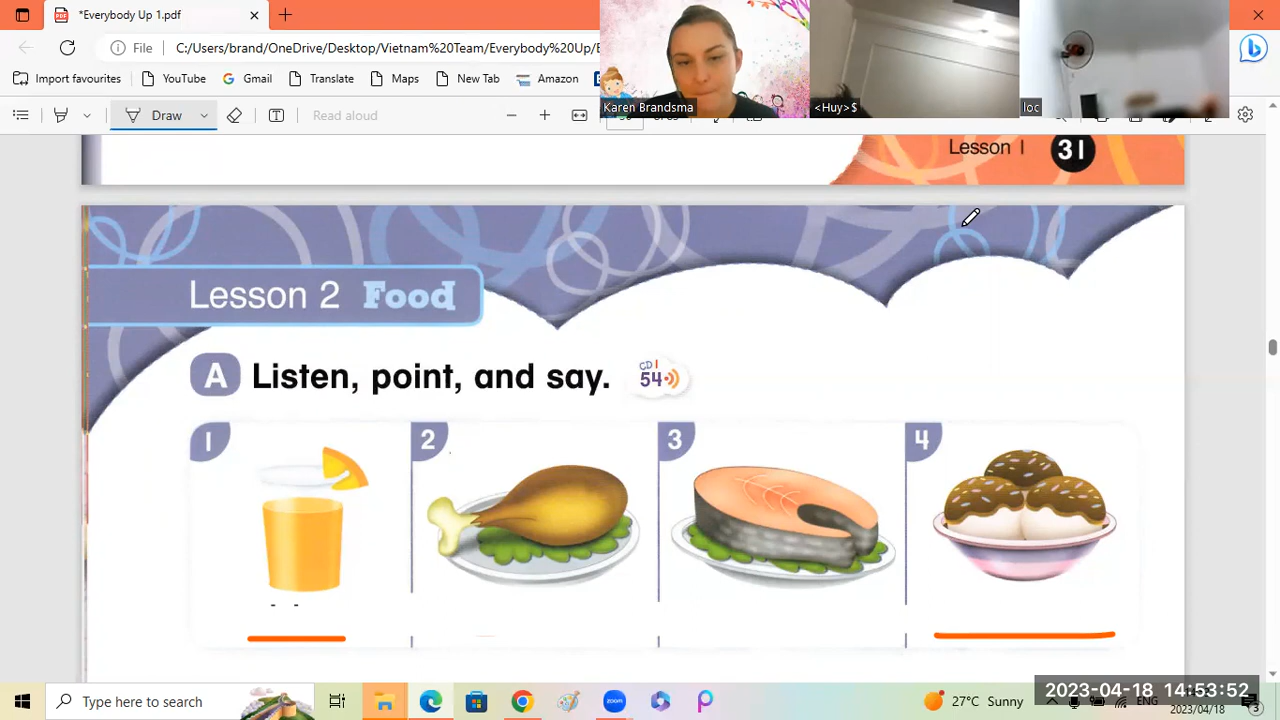 *Everybody Up 1.pdf
File
C:/Users/brand/OneDrive/Desktop/Vietnam%20Team/Everybody%20Up/E
Import favourites
YouTube
Gmail
Translate
Maps
New Tab
Amazon
Draw
Read aloud
Karen Brandsma
<Huy>$
loc
Lesson 1
31
Lesson 2 Food
A Listen, point, and say.
CD 1
54
1
2
3
4
Type here to search
27°C Sunny
ENG
2023-04-18 14:53:52
2023/04/18
3